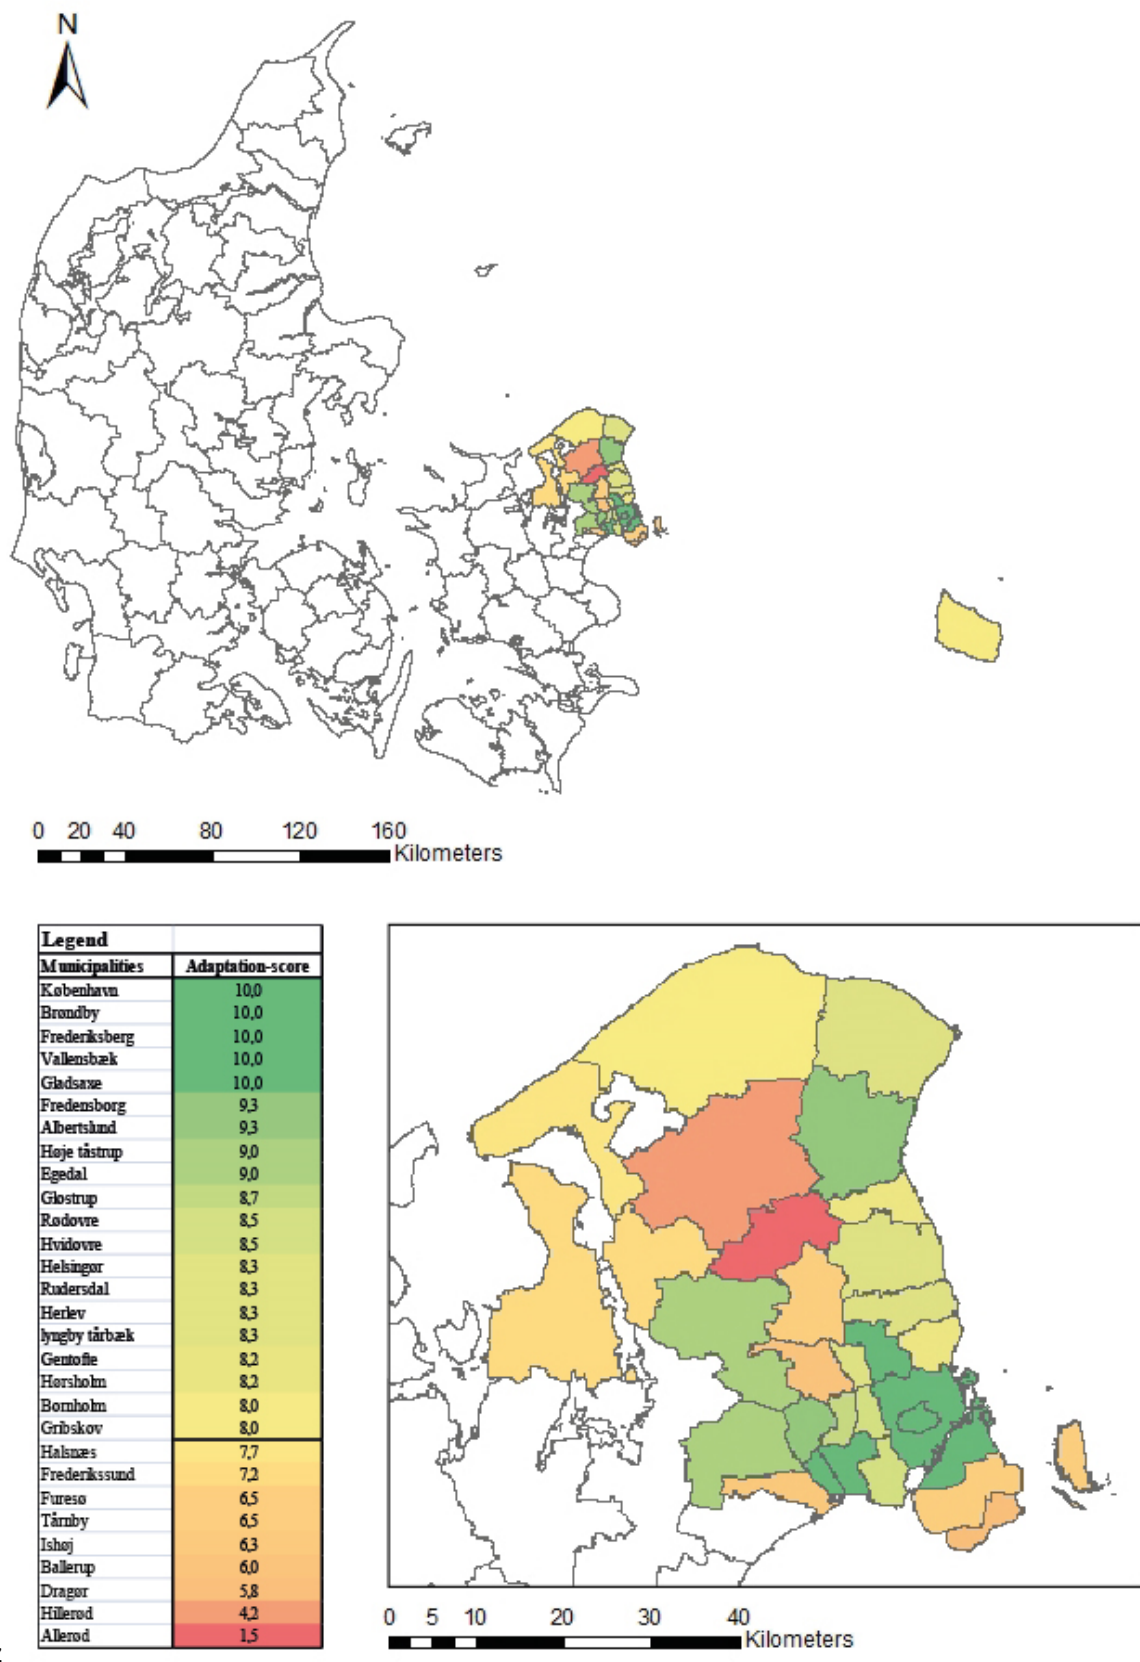 N
0 20 40 80 120 160
Kilometers
Legend
Municipalities Adaptation-score
København 10,0
Brøndby 10,0
Frederiksberg 10,0
Vallensbæk 10,0
Gladsaxe 10,0
Fredensborg 9,3
Albertslund 9,3
Høje tåstrup 9,0
Egedal 9,0
Gløstrup 8,7
Rødovre 8,5
Hvidovre 8,5
Helsingør 8,3
Rudersdal 8,3
Herlev 8,3
lyngby tårbæk 8,3
Gentofte 8,2
Hørsholm 8,2
Bornholm 8,0
Gribskov 8,0
Halsnæs 7,7
Frederikssund 7,2
Furesø 6,5
Tårnby 6,5
Ishøj 6,3
Ballerup 6,0
Dragør 5,8
Hillerød 4,2
Allerød 1,5
0 5 10 20 30 40
Kilometers